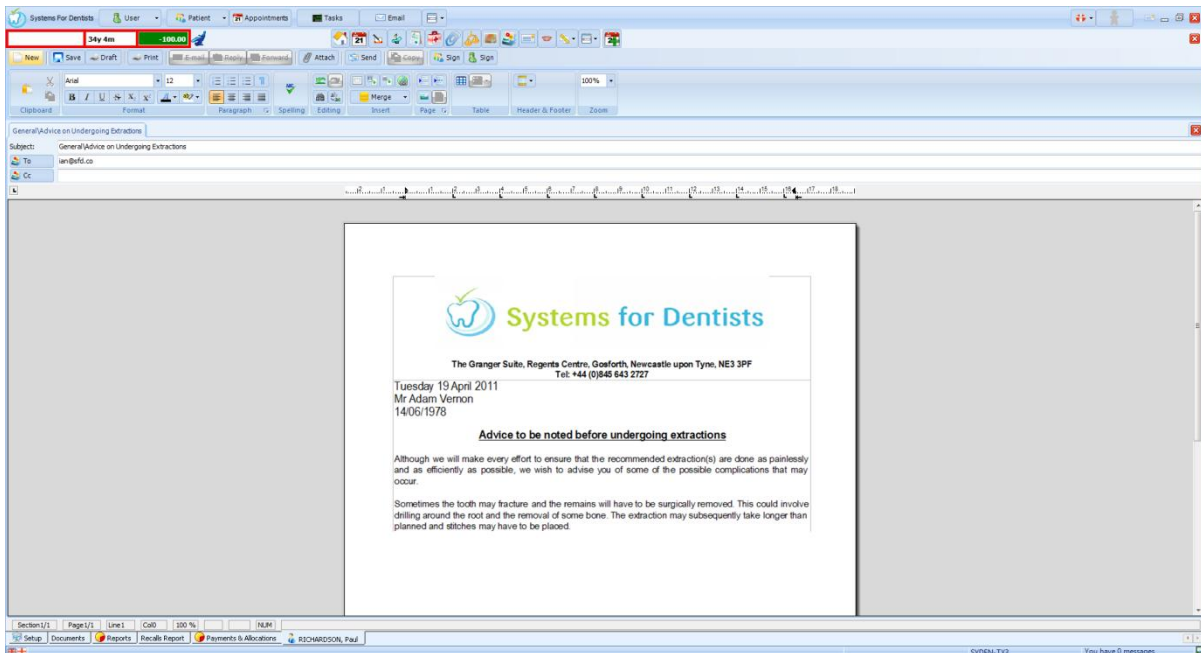 Systems For Dentists User Patient Appointments Tasks Email
34y 4m -100.00
New Save Draft Print E-mail Reply Forward Attach Send Copy Sign Sign
Arial 12 100%
B I U Merge
Clipboard Format Paragraph Spelling Editing Insert Page Table Header & Footer Zoom
General\Advice on Undergoing Extractions
Subject: General\Advice on Undergoing Extractions
To ian@sfd.co
Cc
Systems for Dentists
The Granger Suite, Regents Centre, Gosforth, Newcastle upon Tyne, NE3 3PF
Tel: +44 (0)845 643 2727
Tuesday 19 April 2011
Mr Adam Vernon
14/06/1978
Advice to be noted before undergoing extractions
Although we will make every effort to ensure that the recommended extraction(s) are done as painlessly
and as efficiently as possible, we wish to advise you of some of the possible complications that may
occur.
Sometimes the tooth may fracture and the remains will have to be surgically removed. This could involve
drilling around the root and the removal of some bone. The extraction may subsequently take longer than
planned and stitches may have to be placed.
Section1/1 Page1/1 Line1 Col0 100 % NUM
Setup Documents Reports Recalls Report Payments & Allocations RICHARDSON, Paul
You have 0 messages